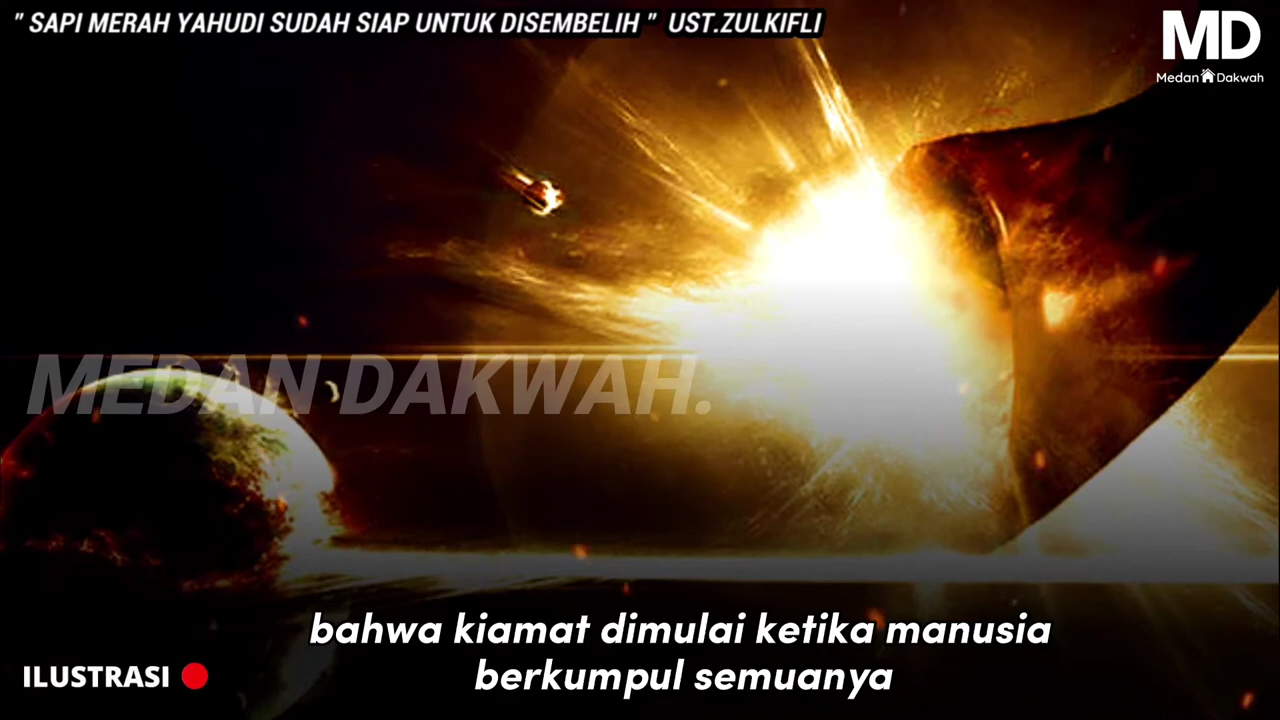 " SAPI MERAH YAHUDI SUDAH SIAP UNTUK DISEMBELIH " UST.ZULKIFLI
MD
Medan Dakwah
MEDAN DAKWAH.
bahwa kiamat dimulai ketika manusia
berkumpul semuanya
ILUSTRASI